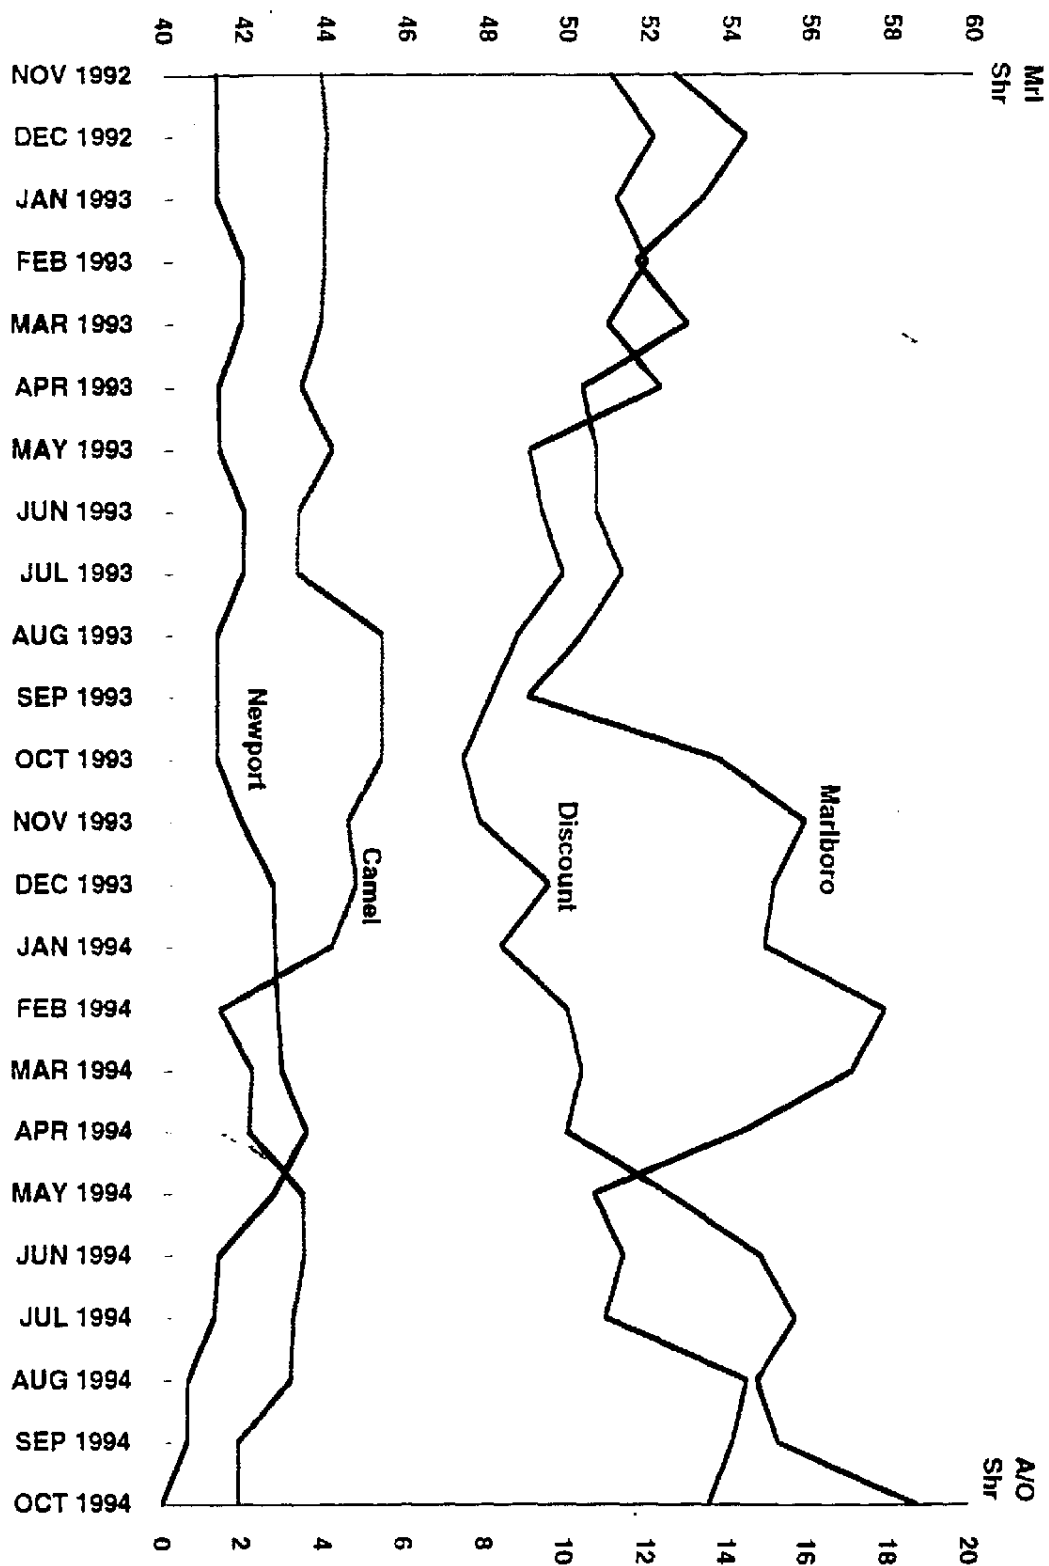 Mrl
Shr
60
58
56
54
52
50
48
46
44
42
40
NOV 1992
DEC 1992
JAN 1993
FEB 1993
MAR 1993
APR 1993
MAY 1993
JUN 1993
JUL 1993
AUG 1993
SEP 1993
OCT 1993
NOV 1993
DEC 1993
JAN 1994
FEB 1994
MAR 1994
APR 1994
MAY 1994
JUN 1994
JUL 1994
AUG 1994
SEP 1994
OCT 1994
Marlboro
Discount
Camel
Newport
A/O
Shr
20
18
16
14
12
10
8
6
4
2
0